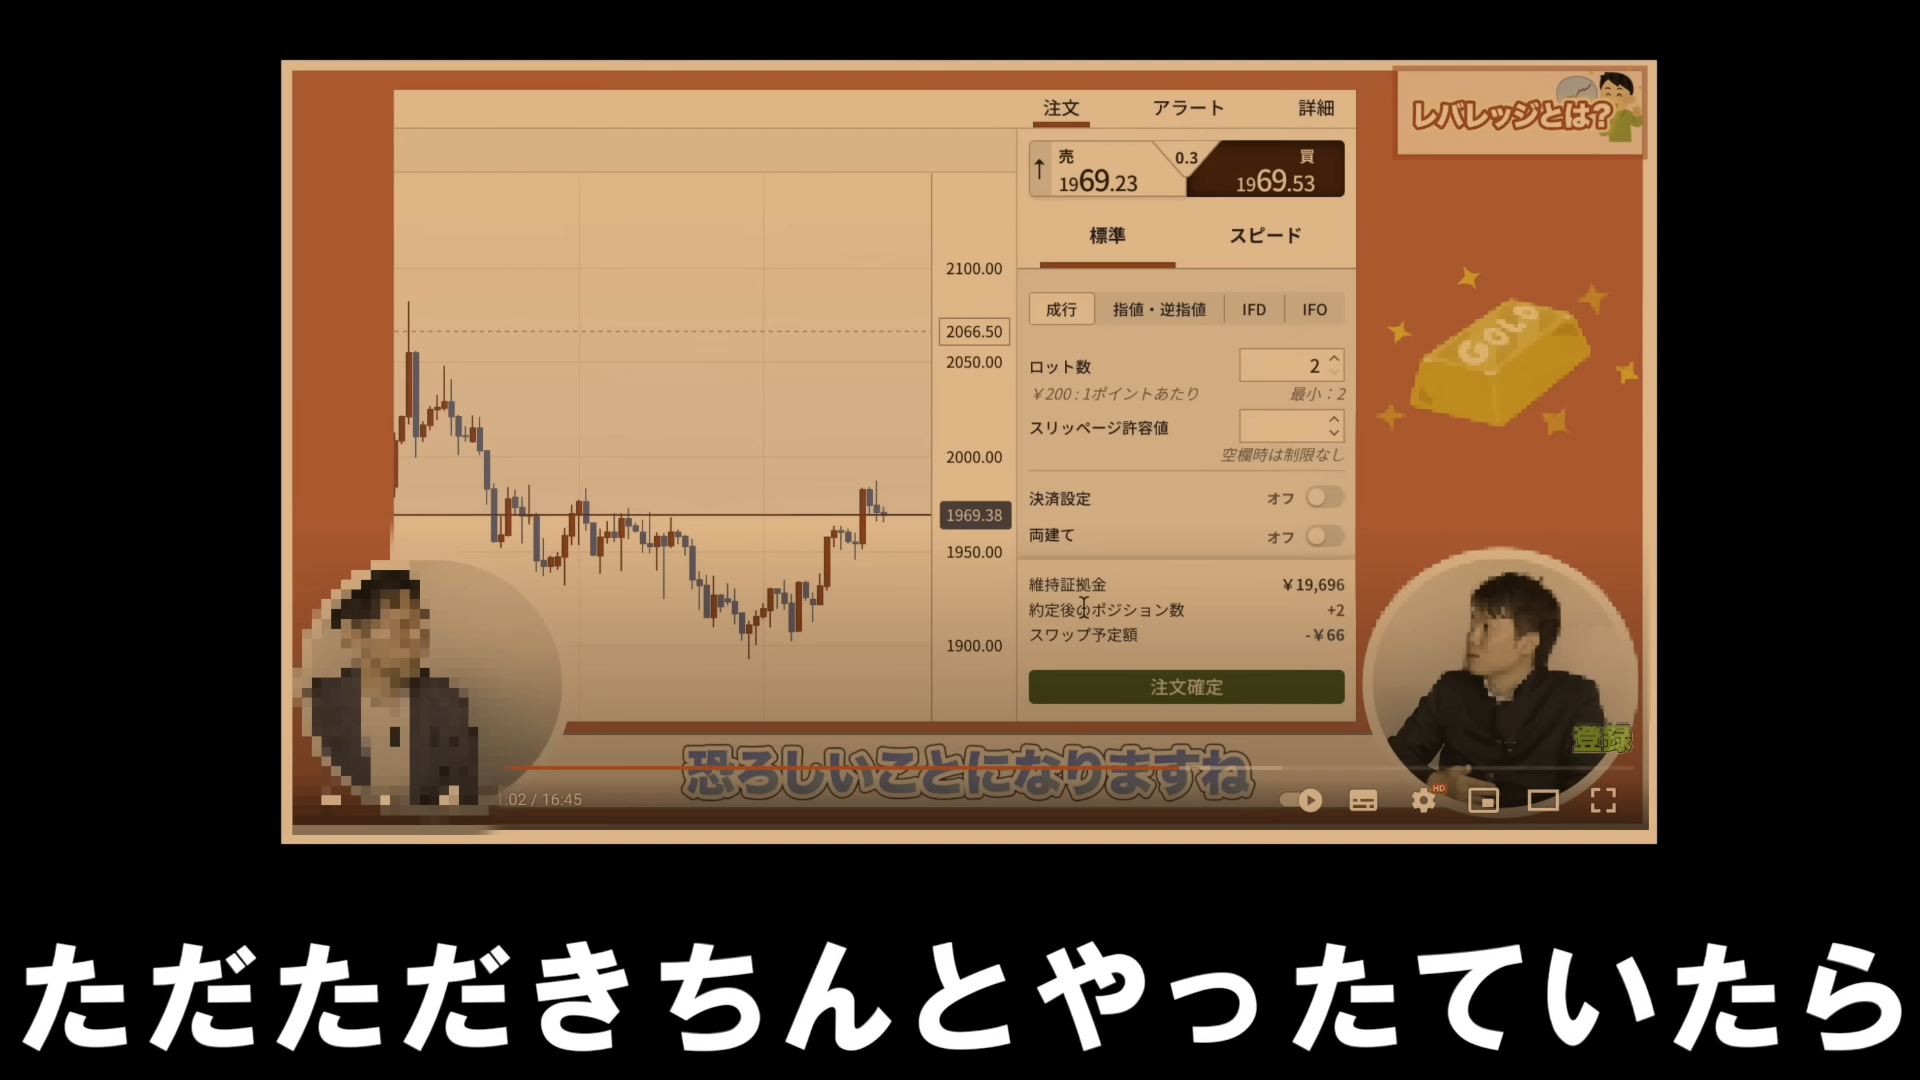 レバレッジとは?
注文 アラート 詳細
売 0.3 買
1969.23 1969.53
標準 スピード
2100.00
2066.50
2050.00
2000.00
1969.38
1950.00
1900.00
成行 指値・逆指値 IFD IFO
ロット数 2
¥200 : 1ポイントあたり 最小:2
スリッページ許容値
空欄時は制限なし
決済設定 オフ
両建て オフ
維持証拠金 ¥19,696
約定後のポジション数 +2
スワップ予定額 -¥66
注文確定
GOLD
登録
恐ろしいことになりますね
1:02 / 16:45
HD
ただただきちんとやったていたら